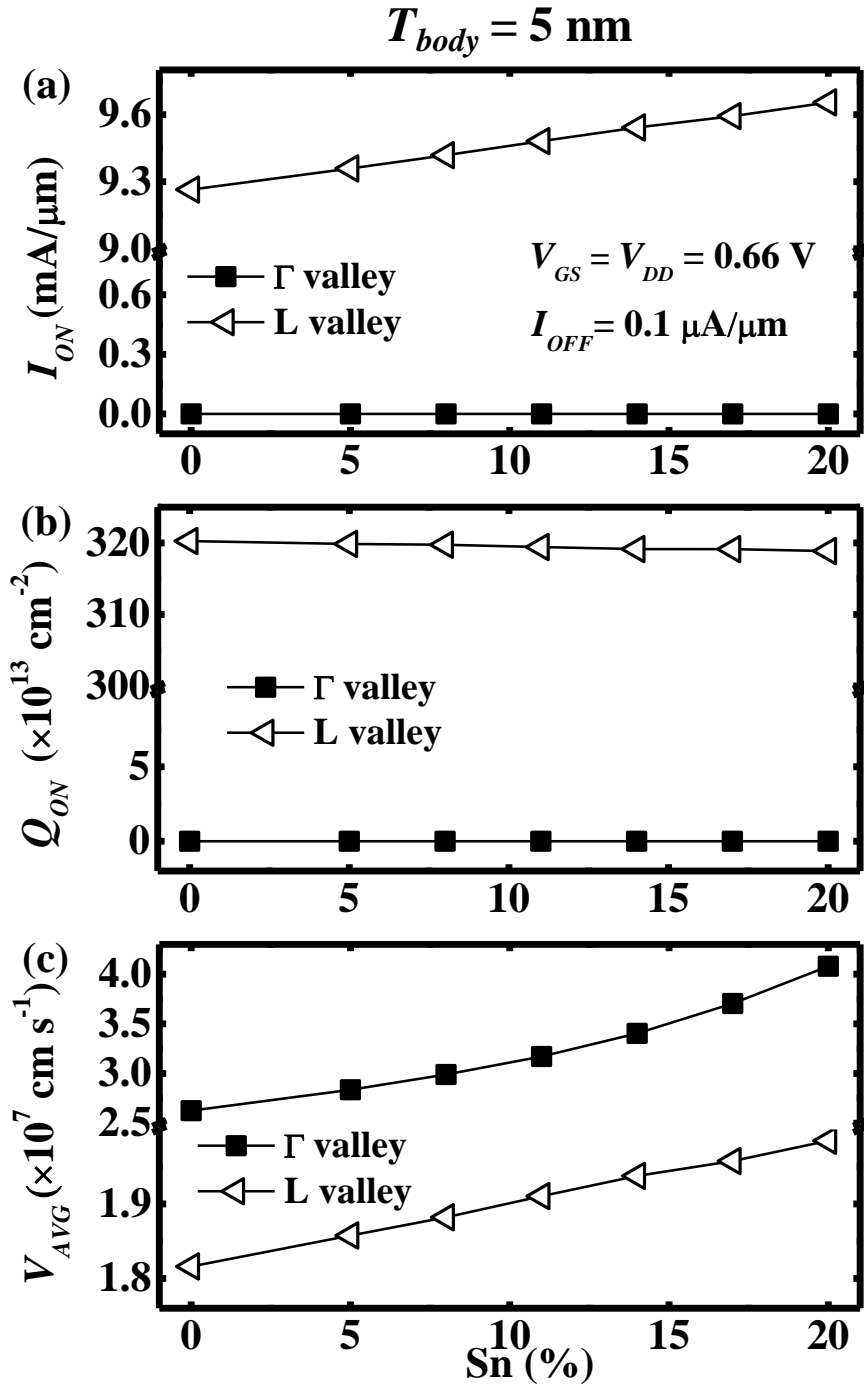 T_body = 5 nm
(a)
I_ON (mA/μm)
9.6
9.3
9.0
0.6
0.3
0.0
Γ valley
L valley
V_GS = V_DD = 0.66 V
I_OFF = 0.1 μA/μm
0 5 10 15 20
(b)
Q_ON (×10^13 cm^-2)
320
310
300
5
0
Γ valley
L valley
0 5 10 15 20
(c)
V_AVG (×10^7 cm s^-1)
4.0
3.5
3.0
2.5
1.9
1.8
Γ valley
L valley
0 5 10 15 20
Sn (%)